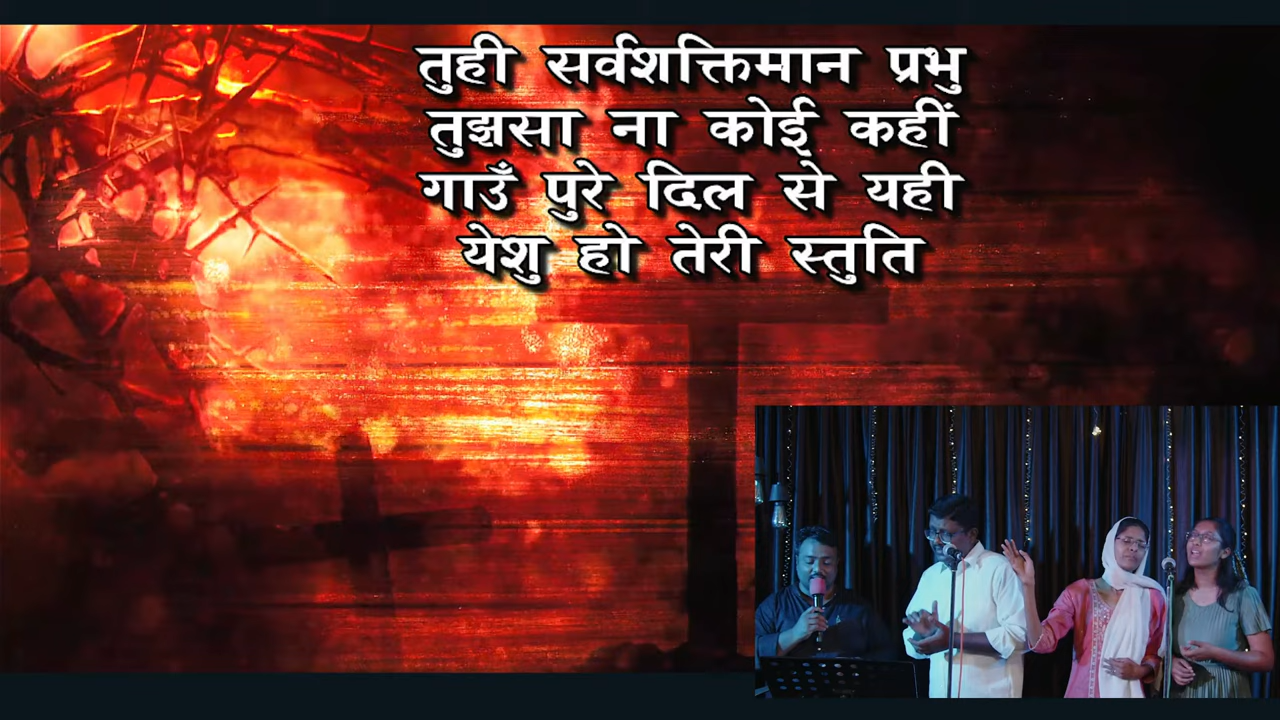 तुही सर्वशक्तिमान प्रभु
तुझसा ना कोई कहीं
गाउँ पुरे दिल से यही
येशु हो तेरी स्तुति